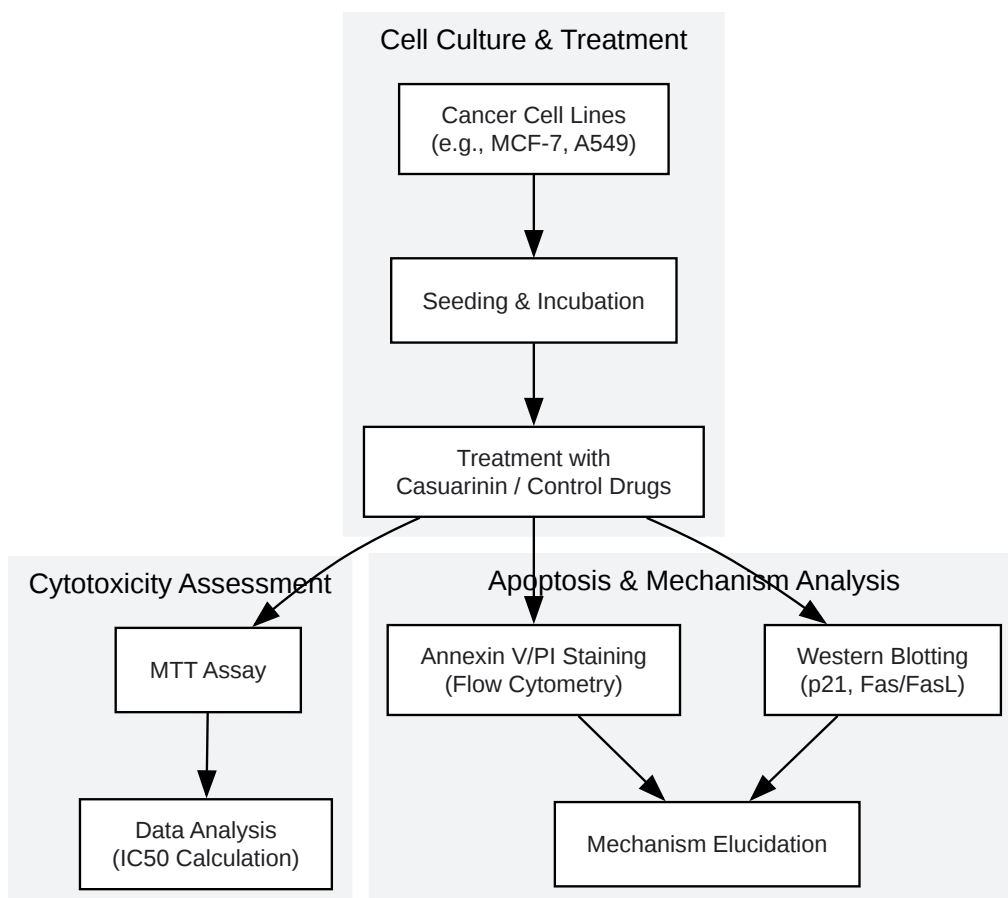 Cell Culture & Treatment
Cancer Cell Lines
(e.g., MCF-7, A549)
Seeding & Incubation
Treatment with
Casuarinin / Control Drugs
Cytotoxicity Assessment
MTT Assay
Data Analysis
(IC50 Calculation)
Apoptosis & Mechanism Analysis
Annexin V/PI Staining
(Flow Cytometry)
Western Blotting
(p21, Fas/FasL)
Mechanism Elucidation